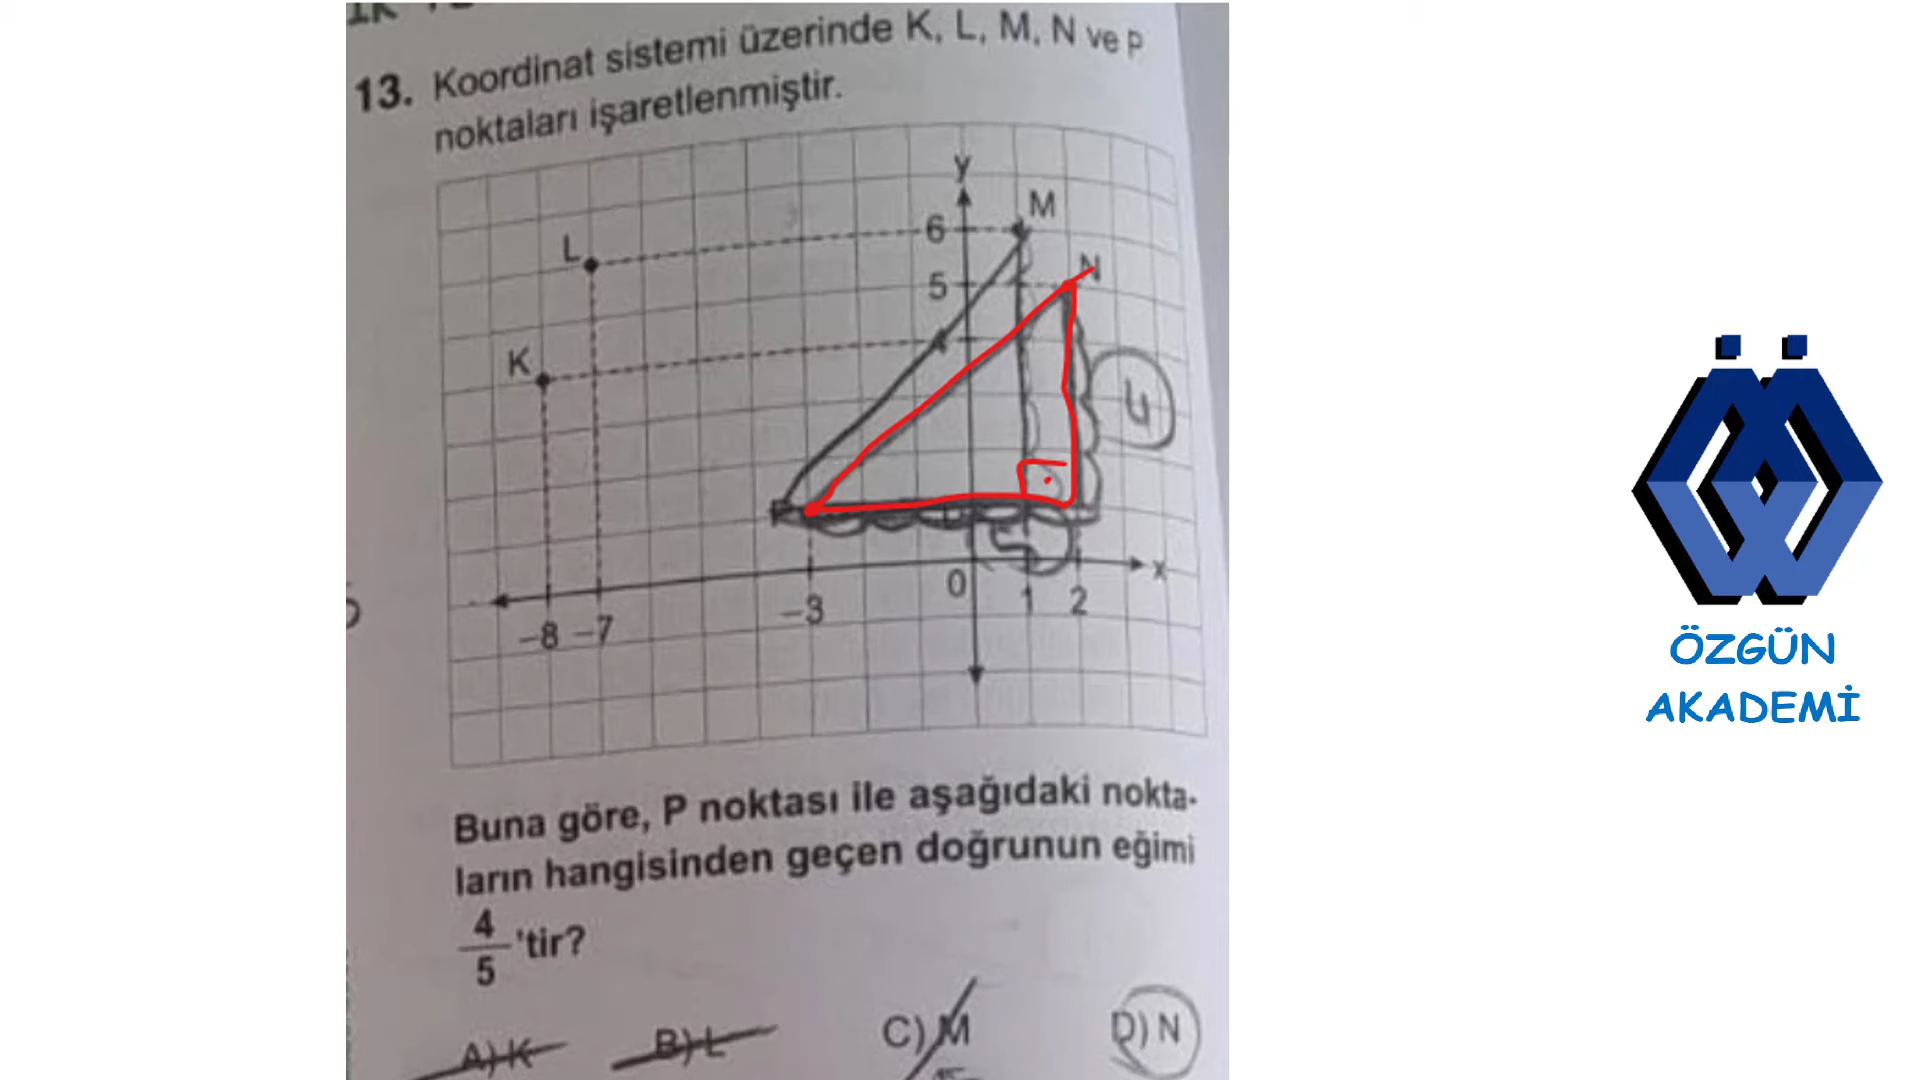 13. Koordinat sistemi üzerinde K, L, M, N ve p
noktaları işaretlenmiştir.
y
M
6
L
N
5
K
4
x
0
-3
1
2
-8 -7
Buna göre, P noktası ile aşağıdaki nokta-
ların hangisinden geçen doğrunun eğimi
4
5
'tir?
A) K B) L C) M D) N
ÖZGÜN
AKADEMİ